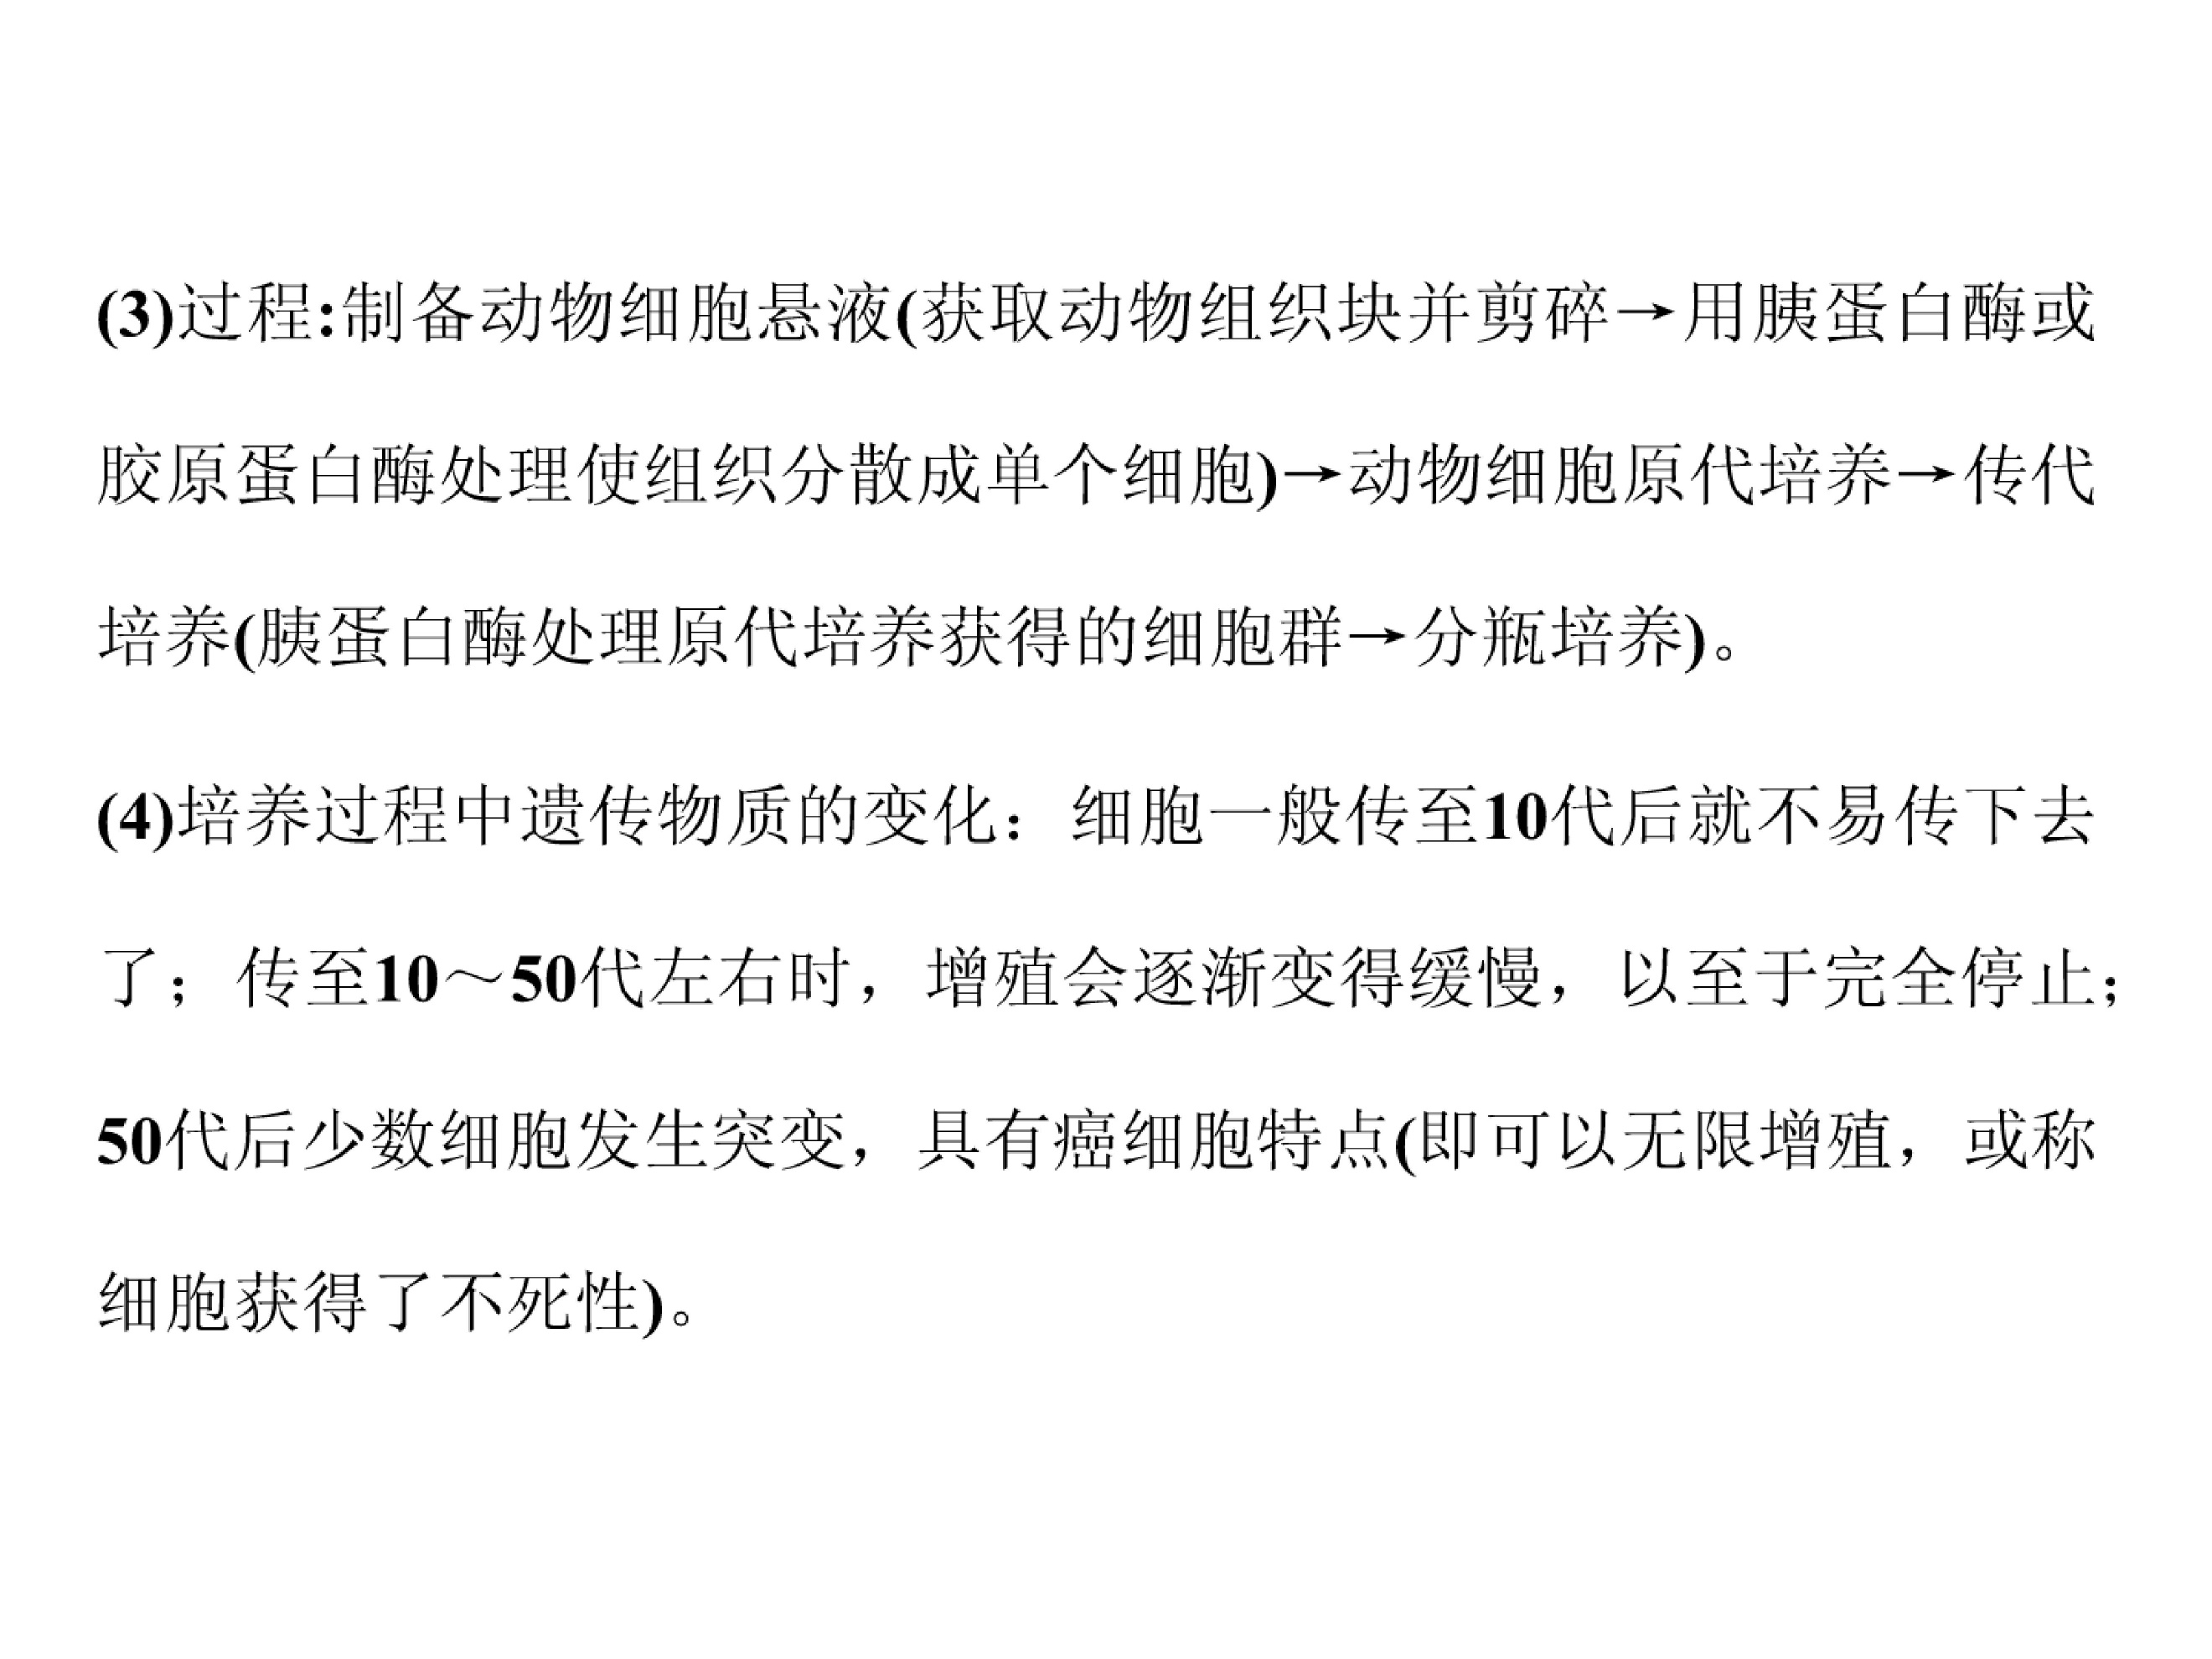 (3)过程:制备动物细胞悬液(获取动物组织块并剪碎→用胰蛋白酶或
胶原蛋白酶处理使组织分散成单个细胞)→动物细胞原代培养→传代
培养(胰蛋白酶处理原代培养获得的细胞群→分瓶培养)。
(4)培养过程中遗传物质的变化：细胞一般传至10代后就不易传下去
了；传至10～50代左右时，增殖会逐渐变得缓慢，以至于完全停止；
50代后少数细胞发生突变，具有癌细胞特点(即可以无限增殖，或称
细胞获得了不死性)。